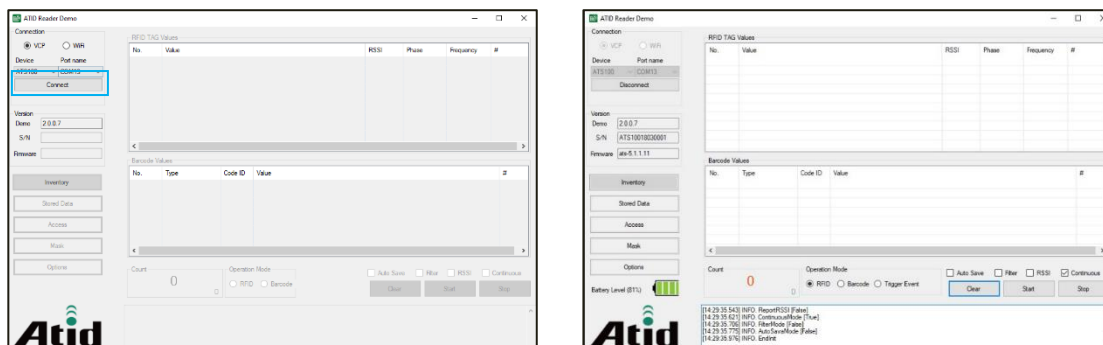 ATID Reader Demo
Connection
VCP
WiFi
Device
Port name
ATS100
COM13
Connect
Version
Demo
2.0.0.7
S/N
Firmware
Inventory
Stored Data
Access
Mask
Options
Atid
RFID TAG Values
No.
Value
RSSI
Phase
Frequency
#
Barcode Values
No.
Type
Code ID
Value
#
Count
0
0
Operation Mode
RFID
Barcode
Auto Save
Filter
RSSI
Continuous
Clear
Start
Stop
ATID Reader Demo
Connection
VCP
WiFi
Device
Port name
ATS100
COM13
Disconnect
Version
Demo
2.0.0.7
S/N
ATS10018030001
Firmware
ats-5.1.1.11
Inventory
Stored Data
Access
Mask
Options
Battery Level (81%)
Atid
RFID TAG Values
No.
Value
RSSI
Phase
Frequency
#
Barcode Values
No.
Type
Code ID
Value
#
Count
0
0
Operation Mode
RFID
Barcode
Trigger Event
Auto Save
Filter
RSSI
Continuous
Clear
Start
Stop
[14:29:35.543] INFO. ReportRSSI [False]
[14:29:35.621] INFO. ContinuousMode [True]
[14:29:35.706] INFO. FilterMode [False]
[14:29:35.775] INFO. AutoSaveMode [False]
[14:29:35.976] INFO. EndInit